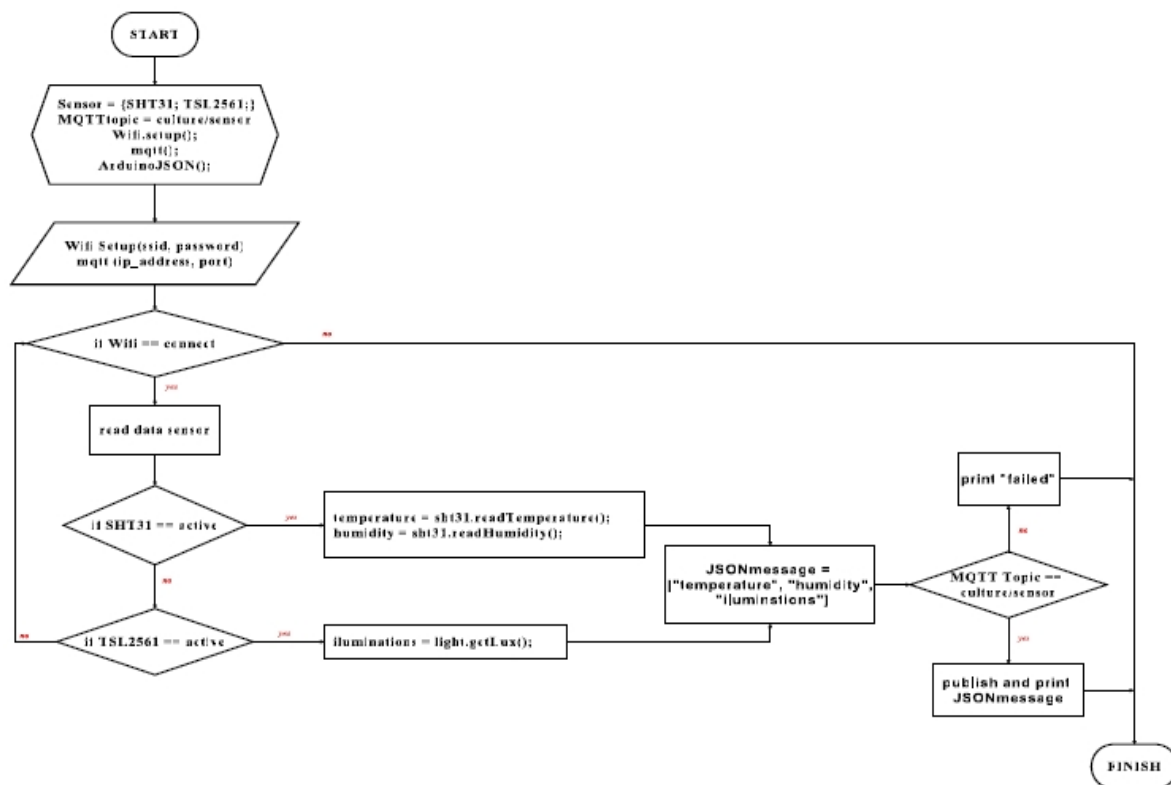 START
Sensor = {SHT31; TSL2561;}
MQTTtopic = culture/sensor
Wifi.setup();
mqtt();
ArduinoJSON();
Wifi Setup(ssid, password)
mqtt (ip_address, port)
if Wifi == connect
no
yes
read data sensor
if SHT31 == active
yes
temperature = sht31.readTemperature();
humidity = sht31.readHumidity();
no
if TSL2561 == active
no
yes
iluminations = light.getLux();
JSONmessage =
["temperature", "humidity",
"iluminstions"]
MQTT Topic ==
culture/sensor
no
print "failed"
yes
publish and print
JSONmessage
FINISH